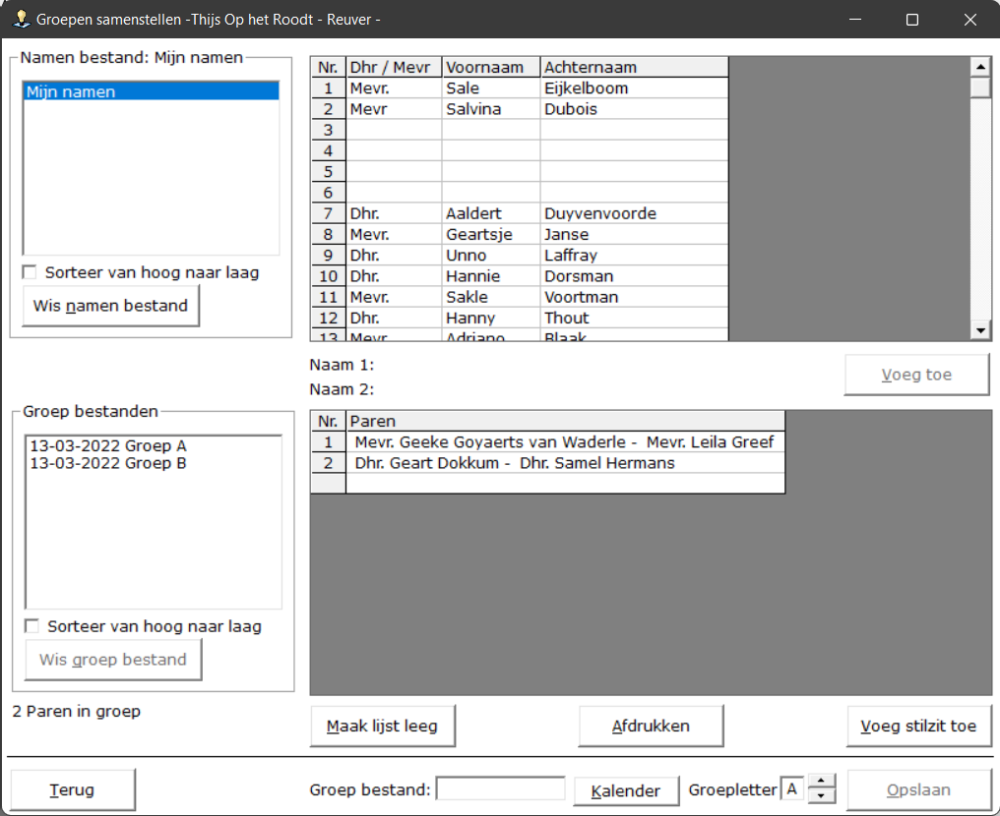 Groepen samenstellen -Thijs Op het Roodt - Reuver -
Namen bestand: Mijn namen
Mijn namen
Sorteer van hoog naar laag
Wis namen bestand
Nr. Dhr / Mevr Voornaam Achternaam
1 Mevr. Sale Eijkelboom
2 Mevr Salvina Dubois
3
4
5
6
7 Dhr. Aaldert Duyvenvoorde
8 Mevr. Geartsje Janse
9 Dhr. Unno Laffray
10 Dhr. Hannie Dorsman
11 Mevr. Sakle Voortman
12 Dhr. Hanny Thout
13 Mevr. Adriano Blaak
Naam 1:
Naam 2:
Voeg toe
Groep bestanden
13-03-2022 Groep A
13-03-2022 Groep B
Sorteer van hoog naar laag
Wis groep bestand
2 Paren in groep
Nr. Paren
1 Mevr. Geeke Goyaerts van Waderle - Mevr. Leila Greef
2 Dhr. Geart Dokkum - Dhr. Samel Hermans
Maak lijst leeg
Afdrukken
Voeg stilzit toe
Terug
Groep bestand:
Kalender
Groepletter A
Opslaan